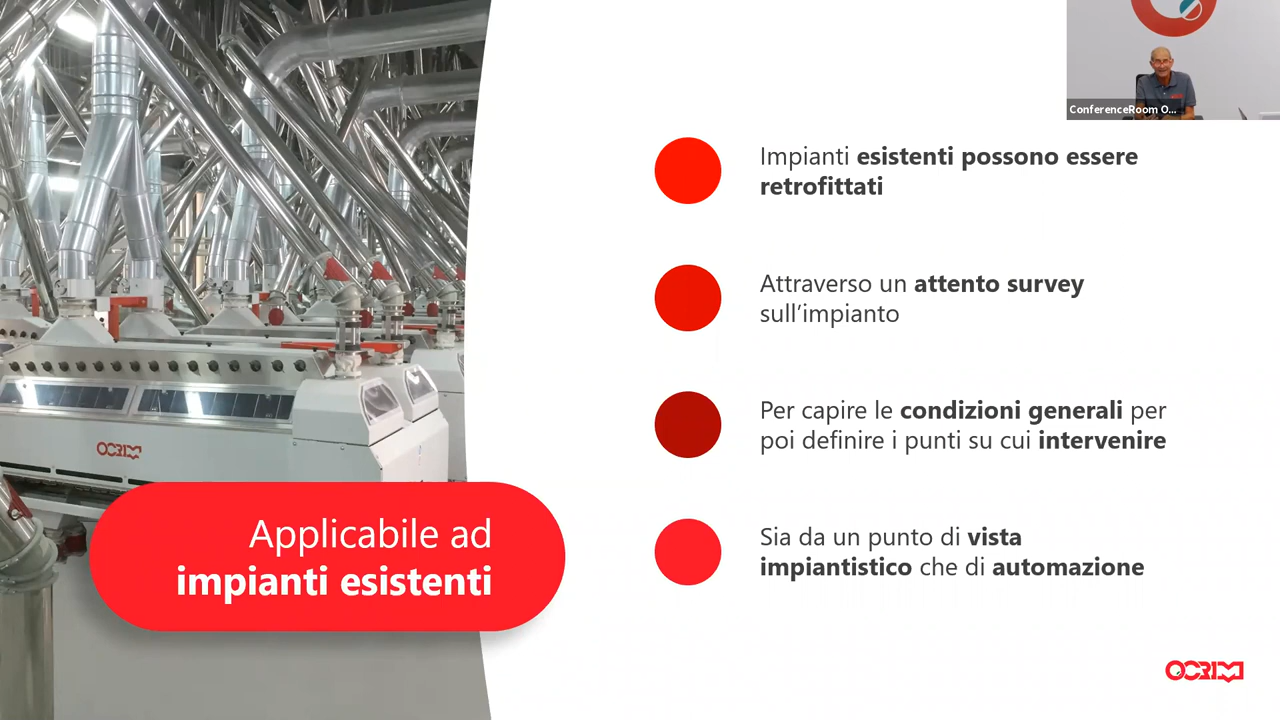 ConferenceRoom O...
Impianti esistenti possono essere
retrofittati
Attraverso un attento survey
sull'impianto
Per capire le condizioni generali per
poi definire i punti su cui intervenire
Sia da un punto di vista
impiantistico che di automazione
OCRIM
Applicabile ad
impianti esistenti
OCRIM